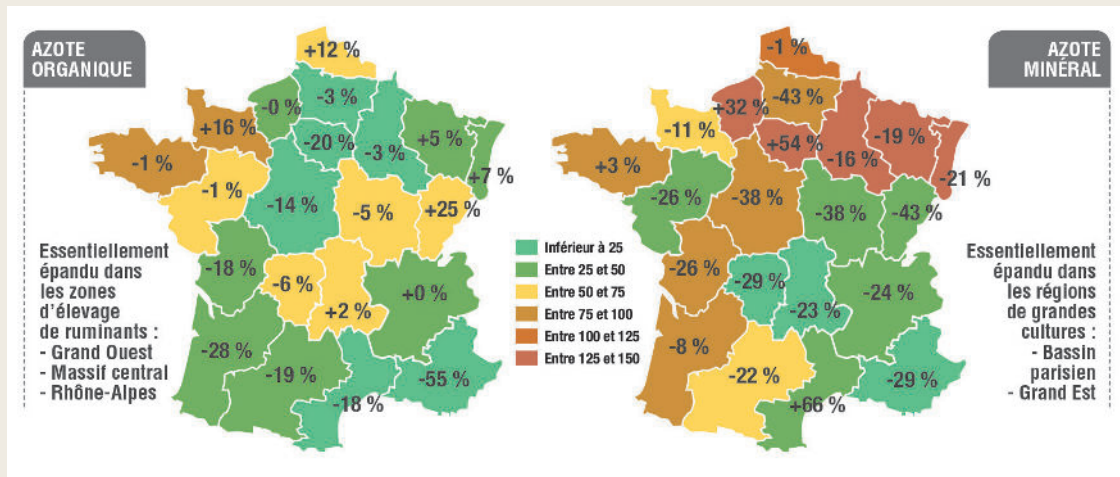 AZOTE
ORGANIQUE
+12 %
-0 %
-3 %
+16 %
-20 %
-3 %
+5 %
-1 %
+7 %
-1 %
-14 %
-5 %
+25 %
-18 %
-6 %
+2 %
+0 %
-28 %
-19 %
-18 %
-55 %
Essentiellement
épandu dans
les zones
d'élevage
de ruminants :
- Grand Ouest
- Massif central
- Rhône-Alpes
Inférieur à 25
Entre 25 et 50
Entre 50 et 75
Entre 75 et 100
Entre 100 et 125
Entre 125 et 150
AZOTE
MINÉRAL
-1 %
+32 %
-43 %
-11 %
+54 %
-16 %
-19 %
+3 %
-21 %
-26 %
-38 %
-38 %
-43 %
-26 %
-29 %
-23 %
-24 %
-8 %
-22 %
+66 %
-29 %
Essentiellement
épandu dans
les régions
de grandes
cultures :
- Bassin
parisien
- Grand Est